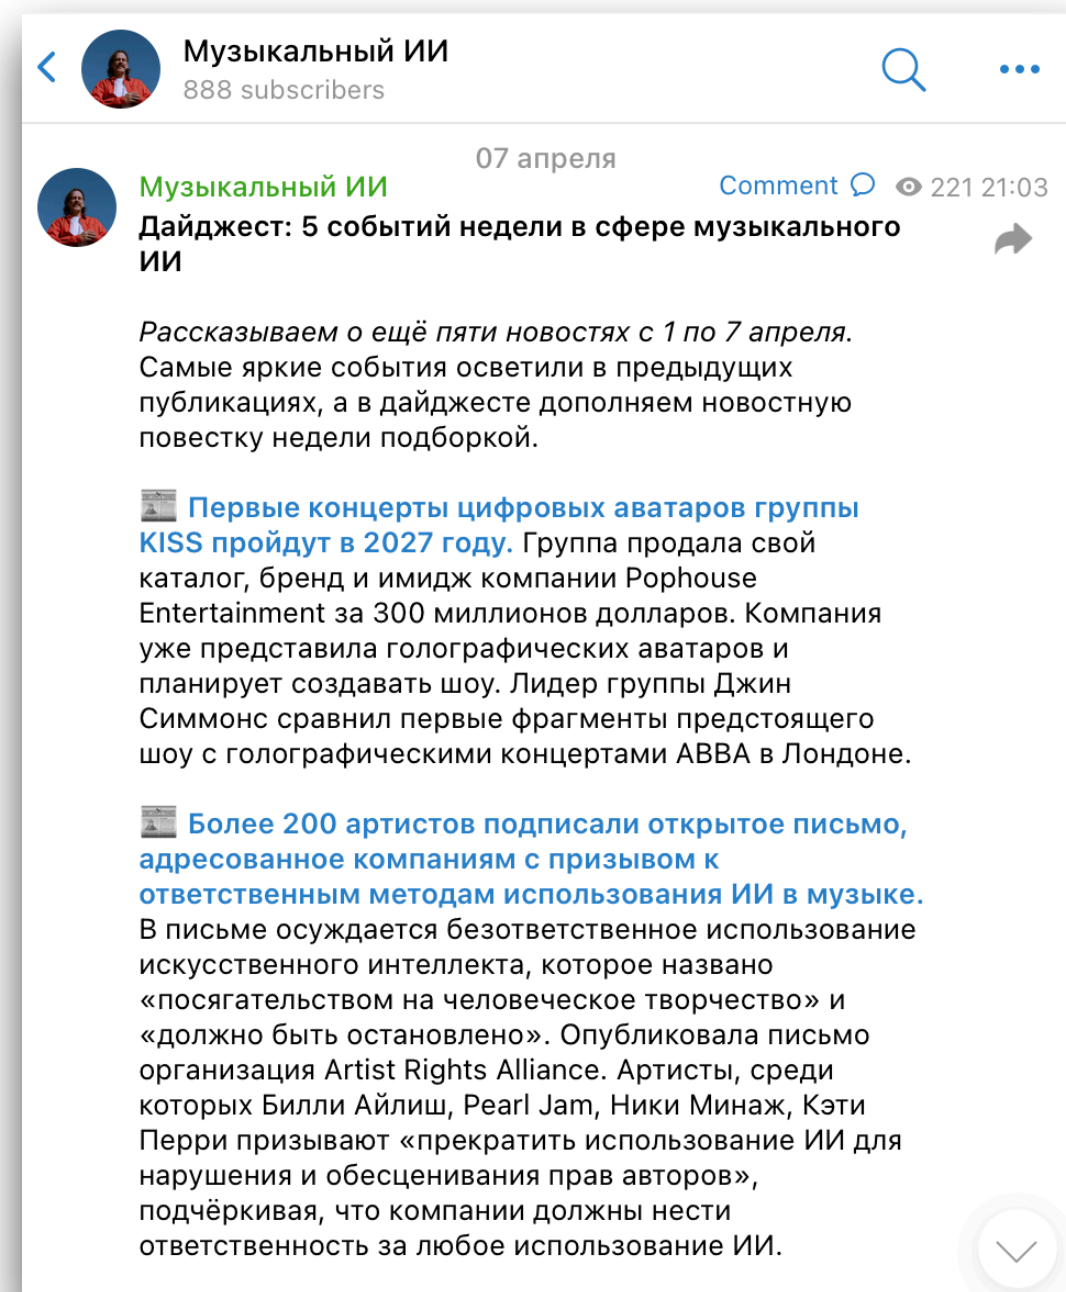 Музыкальный ИИ
888 subscribers
07 апреля
Музыкальный ИИ
Comment 221 21:03
Дайджест: 5 событий недели в сфере музыкального
ИИ
Рассказываем о ещё пяти новостях с 1 по 7 апреля.
Самые яркие события осветили в предыдущих
публикациях, а в дайджесте дополняем новостную
повестку недели подборкой.
Первые концерты цифровых аватаров группы
KISS пройдут в 2027 году. Группа продала свой
каталог, бренд и имидж компании Pophouse
Entertainment за 300 миллионов долларов. Компания
уже представила голографических аватаров и
планирует создавать шоу. Лидер группы Джин
Симмонс сравнил первые фрагменты предстоящего
шоу с голографическими концертами ABBA в Лондоне.
Более 200 артистов подписали открытое письмо,
адресованное компаниям с призывом к
ответственным методам использования ИИ в музыке.
В письме осуждается безответственное использование
искусственного интеллекта, которое названо
«посягательством на человеческое творчество» и
«должно быть остановлено». Опубликовала письмо
организация Artist Rights Alliance. Артисты, среди
которых Билли Айлиш, Pearl Jam, Ники Минаж, Кэти
Перри призывают «прекратить использование ИИ для
нарушения и обесценивания прав авторов»,
подчёркивая, что компании должны нести
ответственность за любое использование ИИ.